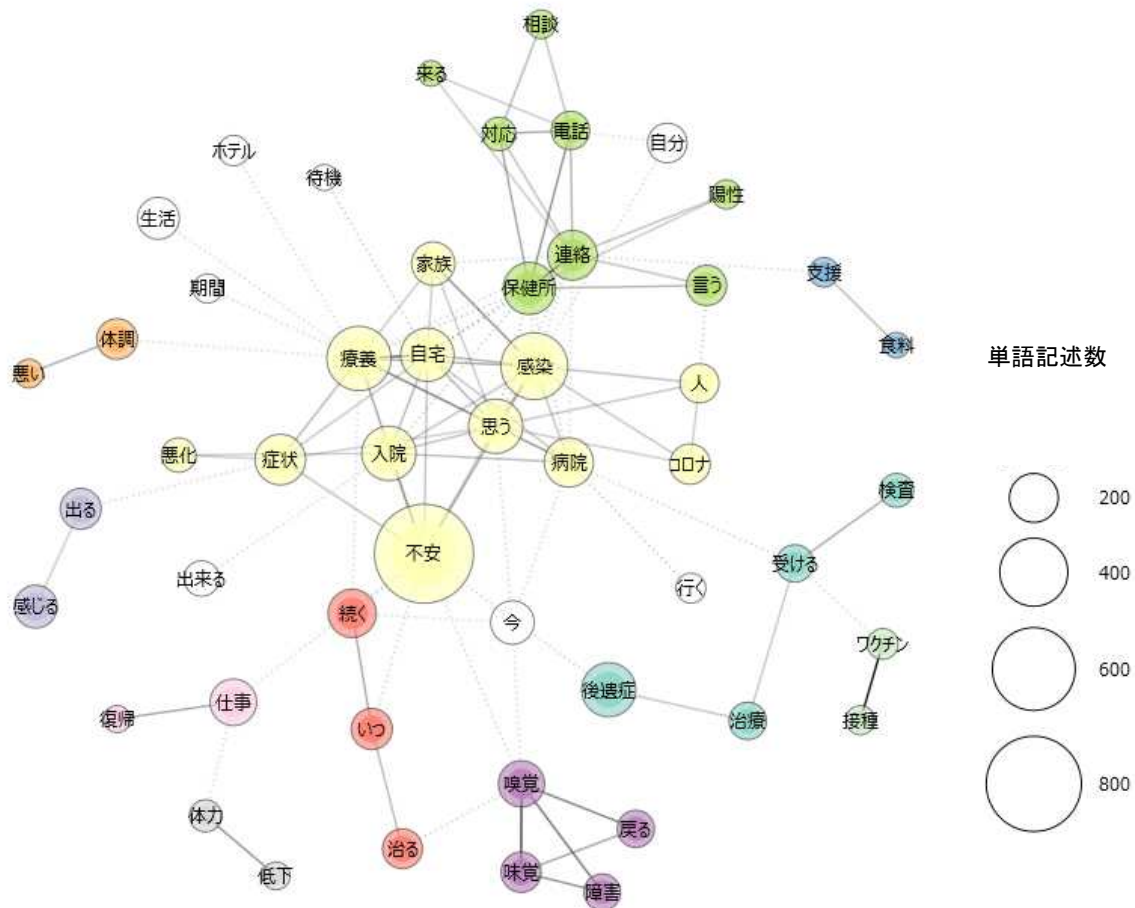 相談
来る
対応
電話
自分
ホテル
待機
陽性
生活
家族
連絡
支援
保健所
言う
期間
体調
療義
自宅
感染
食料
単語記述数
悪い
人
思う
悪化
症状
入院
病院
コロナ
検査
200
出る
不安
受ける
400
出来る
行く
感じる
続く
今
ワクチン
600
後遺症
仕事
復帰
いつ
治療
接種
嗅覚
800
体力
戻る
治る
味覚
低下
障害